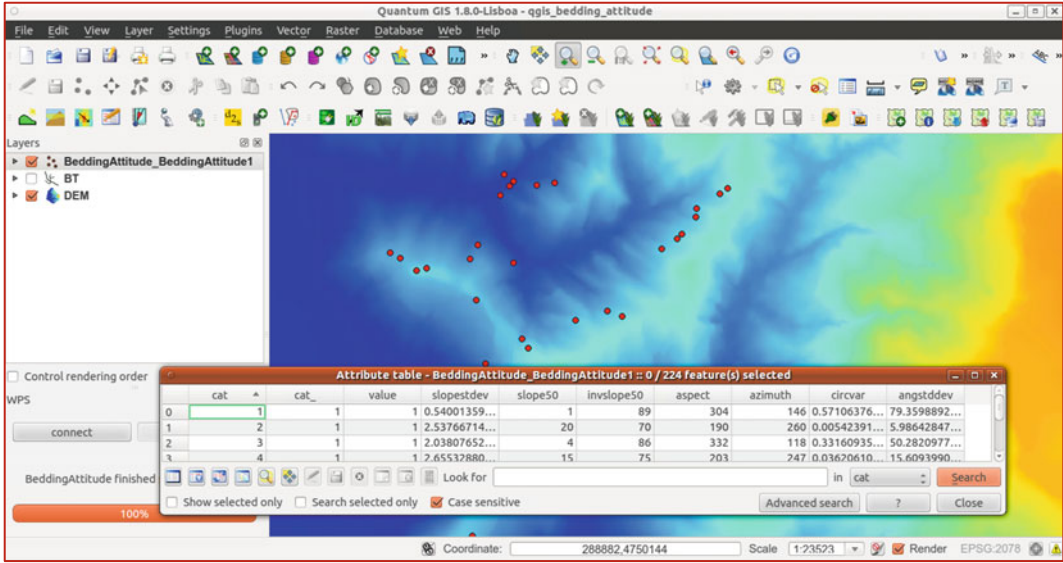 Quantum GIS 1.8.0-Lisboa - qgis_bedding_attitude
File Edit View Layer Settings Plugins Vector Raster Database Web Help
Layers
BeddingAttitude_BeddingAttitude1
BT
DEM
Control rendering order
WPS
connect
BeddingAttitude finished
100%
Attribute table - BeddingAttitude_BeddingAttitude1 :: 0 / 224 feature(s) selected
cat cat_ value slopestdev slope50 invslope50 aspect azimuth circvar angstddev
0 1 1 1 0.54001359... 1 89 304 146 0.57106376... 79.3598892...
1 2 1 1 2.53766714... 20 70 190 260 0.00542391... 5.98642847...
2 3 1 1 2.03807652... 4 86 332 118 0.33160935... 50.2820977...
3 4 1 1 2.65532880... 15 75 203 247 0.03620610... 15.6093990...
Look for in cat Search
Show selected only Search selected only Case sensitive Advanced search ? Close
Coordinate: 288882,4750144 Scale 1:23523 Render EPSG:2078